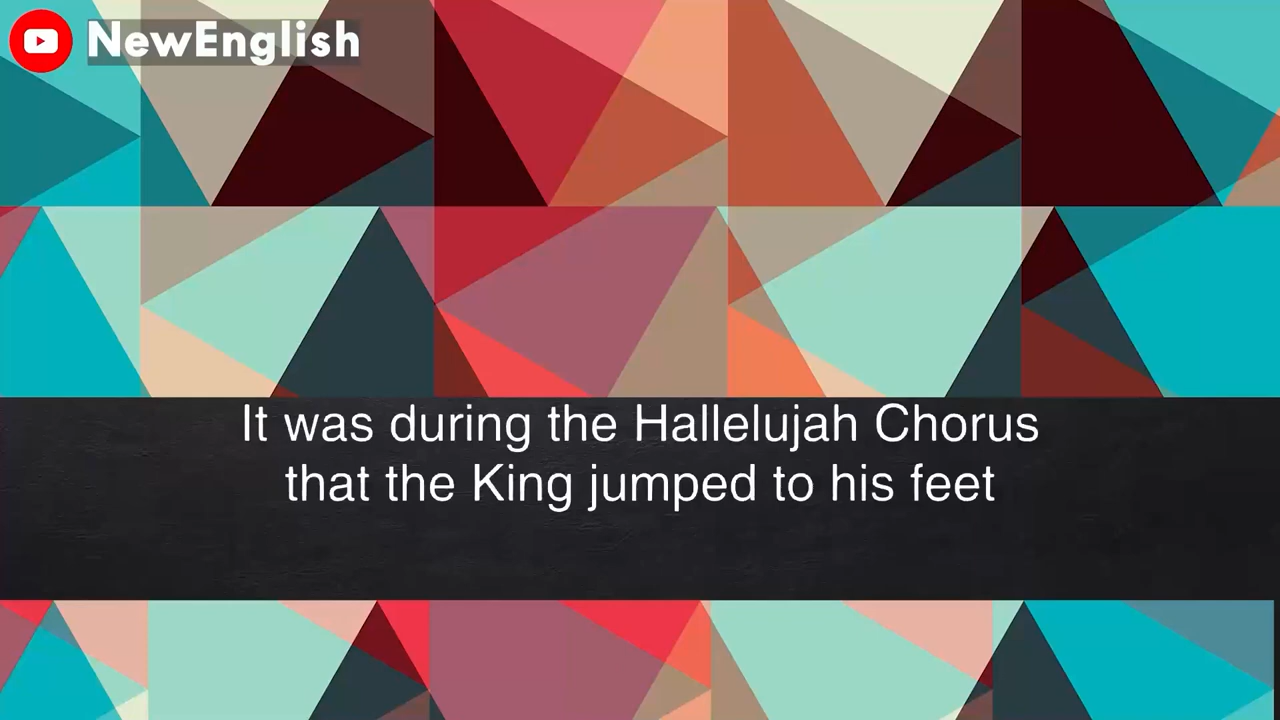 NewEnglish
It was during the Hallelujah Chorus
that the King jumped to his feet